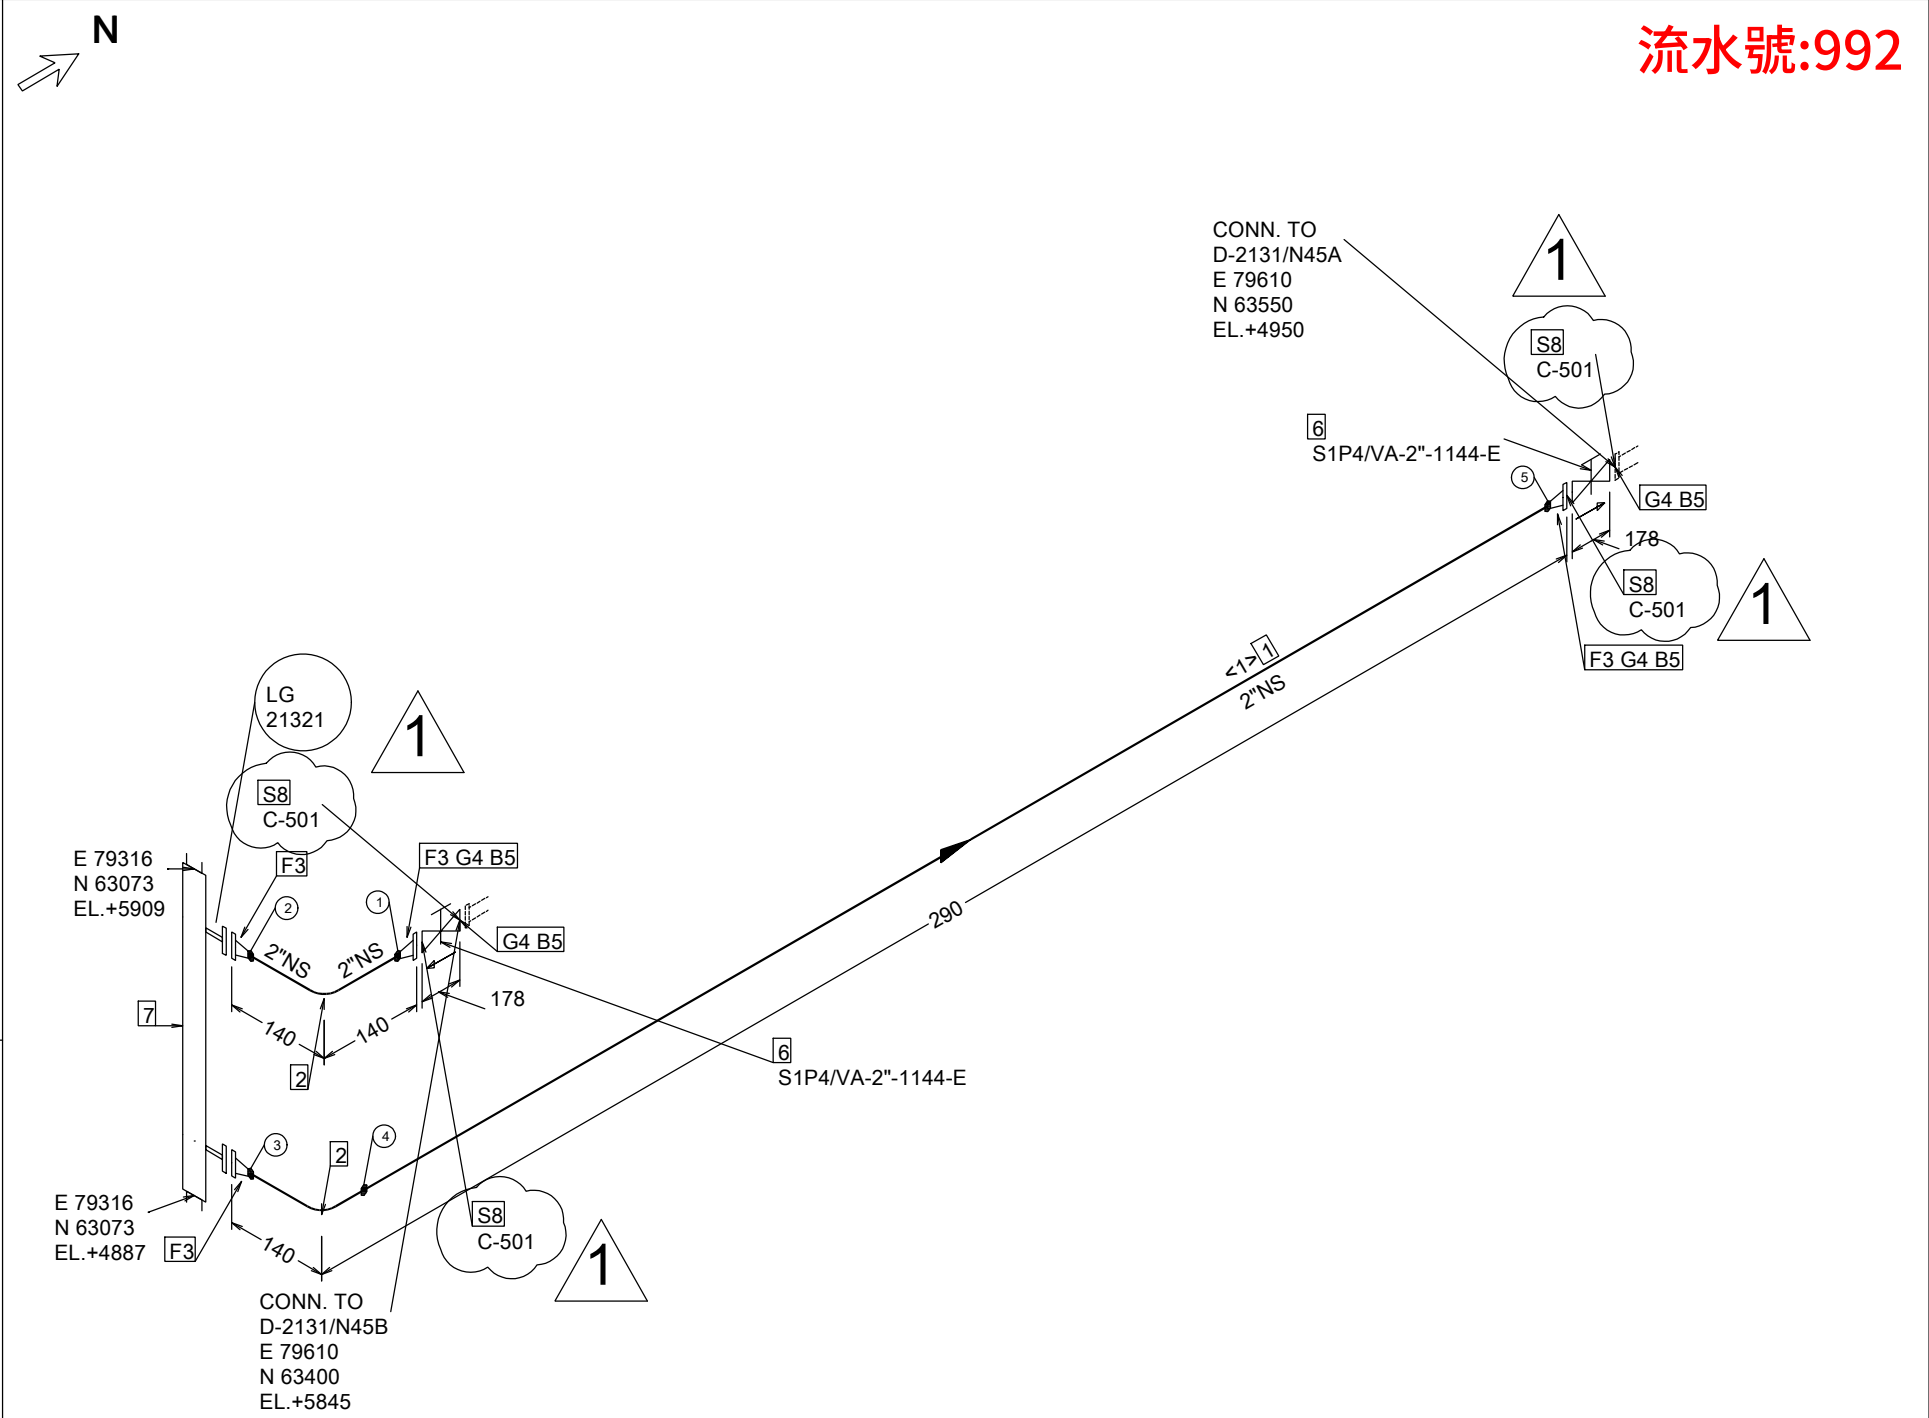 N
流水號:992
CONN. TO
D-2131/N45A
E 79610
N 63550
EL.+4950
1
S8
C-501
6
S1P4/VA-2"-1144-E
5
G4 B5
178
S8
C-501
1
F3 G4 B5
<1> 1
2"NS
290
LG
21321
1
S8
C-501
E 79316
N 63073
EL.+5909
F3
F3 G4 B5
2
1
2"NS
2"NS
G4 B5
178
7
140
140
2
6
S1P4/VA-2"-1144-E
3
2
4
E 79316
N 63073
EL.+4887
F3
140
S8
C-501
1
CONN. TO
D-2131/N45B
E 79610
N 63400
EL.+5845